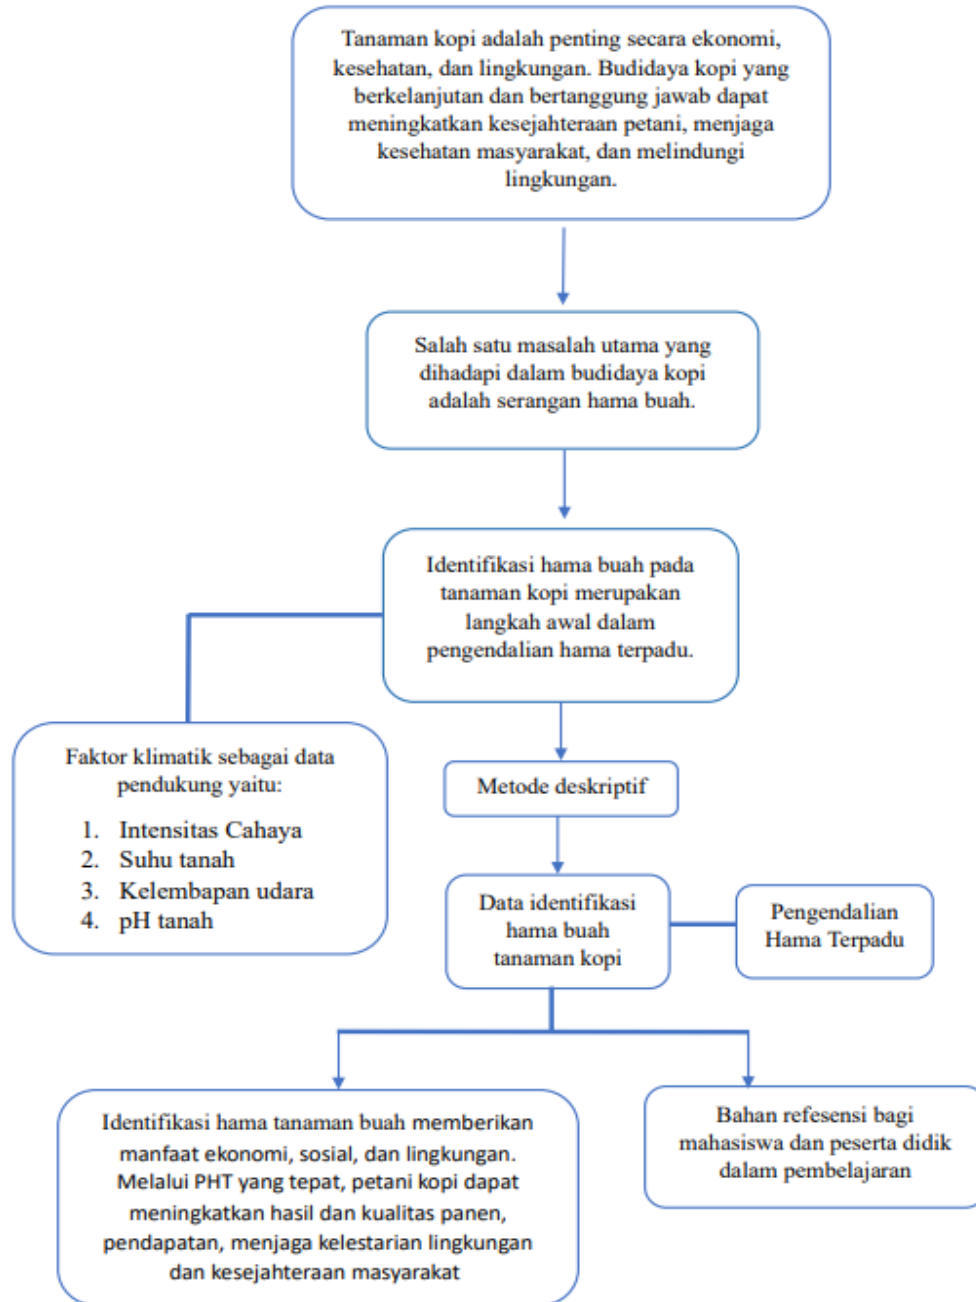 Tanaman kopi adalah penting secara ekonomi,
kesehatan, dan lingkungan. Budidaya kopi yang
berkelanjutan dan bertanggung jawab dapat
meningkatkan kesejahteraan petani, menjaga
kesehatan masyarakat, dan melindungi
lingkungan.
Salah satu masalah utama yang
dihadapi dalam budidaya kopi
adalah serangan hama buah.
Identifikasi hama buah pada
tanaman kopi merupakan
langkah awal dalam
pengendalian hama terpadu.
Faktor klimatik sebagai data
pendukung yaitu:
1. Intensitas Cahaya
2. Suhu tanah
3. Kelembapan udara
4. pH tanah
Metode deskriptif
Data identifikasi
hama buah
tanaman kopi
Pengendalian
Hama Terpadu
Identifikasi hama tanaman buah memberikan
manfaat ekonomi, sosial, dan lingkungan.
Melalui PHT yang tepat, petani kopi dapat
meningkatkan hasil dan kualitas panen,
pendapatan, menjaga kelestarian lingkungan
dan kesejahteraan masyarakat
Bahan refesensi bagi
mahasiswa dan peserta didik
dalam pembelajaran